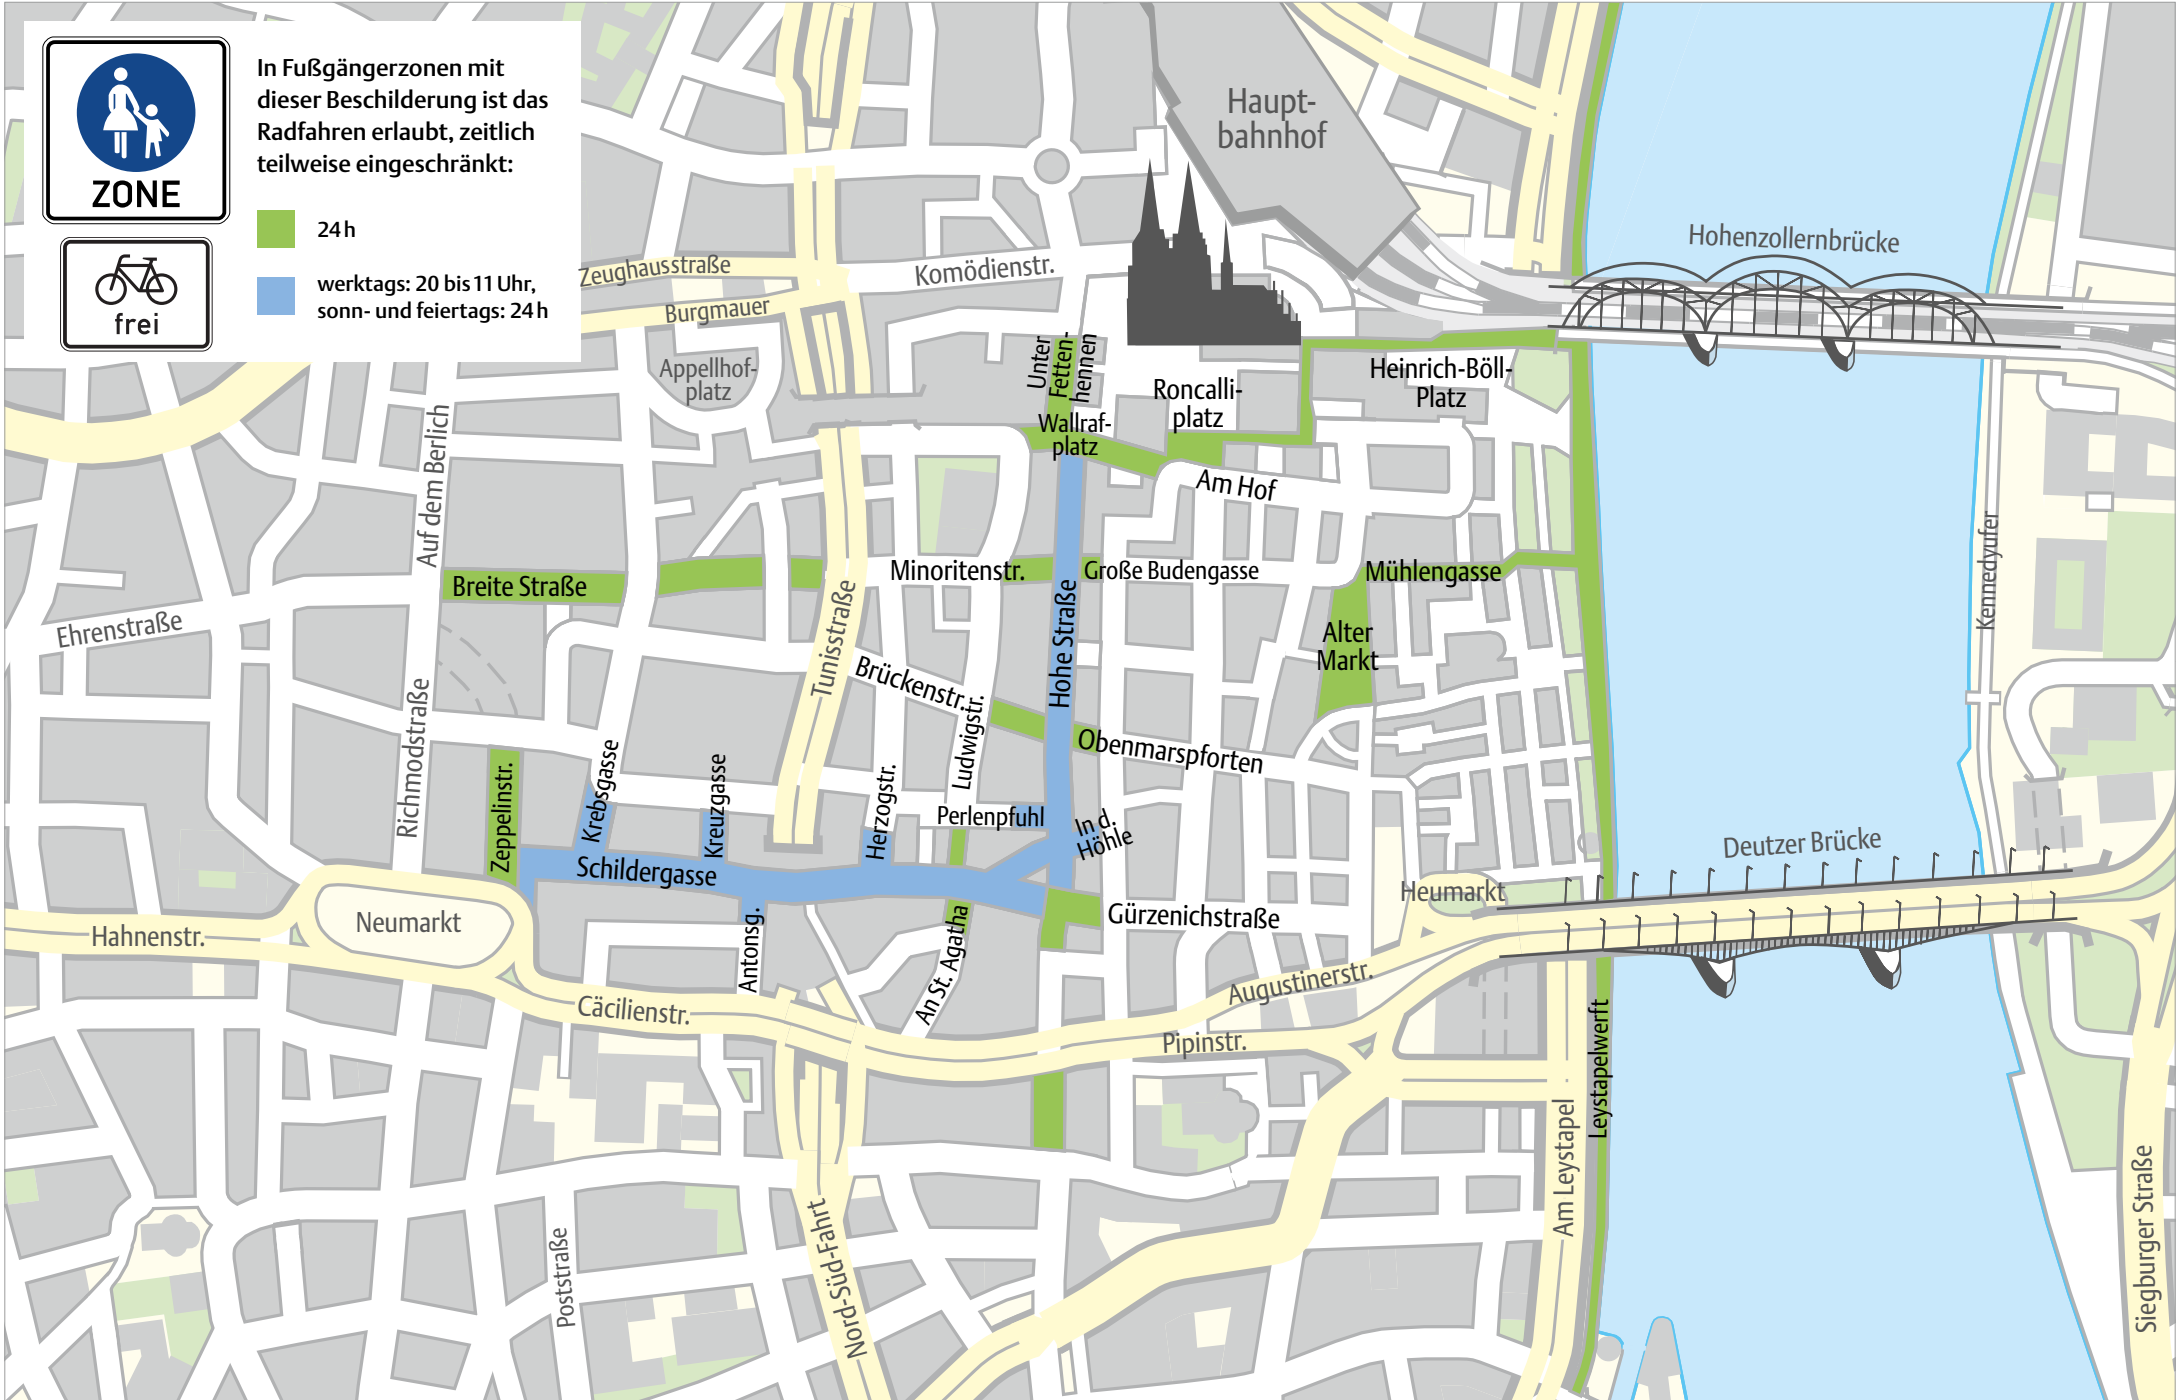 ZONE
frei
In Fußgängerzonen mit
dieser Beschilderung ist das
Radfahren erlaubt, zeitlich
teilweise eingeschränkt:
24 h
werktags: 20 bis 11 Uhr,
sonn- und feiertags: 24 h
Haupt-
bahnhof
Hohenzollernbrücke
Zeughausstraße
Komödienstr.
Burgmauer
Appellhof-
platz
Unter
Fetten-
hennen
Roncalli-
platz
Heinrich-Böll-
Platz
Wallraf-
platz
Auf dem Berlich
Am Hof
Kennedyufer
Breite Straße
Minoritenstr.
Große Budengasse
Mühlengasse
Ehrenstraße
Tunisstraße
Hohe Straße
Alter
Markt
Brückenstr.
Ludwigstr.
Obenmarspforten
Richmodstraße
Zeppelinstr.
Krebsgasse
Kreuzgasse
Herzogstr.
Perlenpfuhl
In d.
Höhle
Deutzer Brücke
Schildergasse
Heumarkt
Neumarkt
Hahnenstr.
Antonsg.
An St. Agatha
Gürzenichstraße
Augustinerstr.
Cäcilienstr.
Pipinstr.
Leystapelwerft
Am Leystapel
Poststraße
Nord-Süd-Fahrt
Siegburger Straße